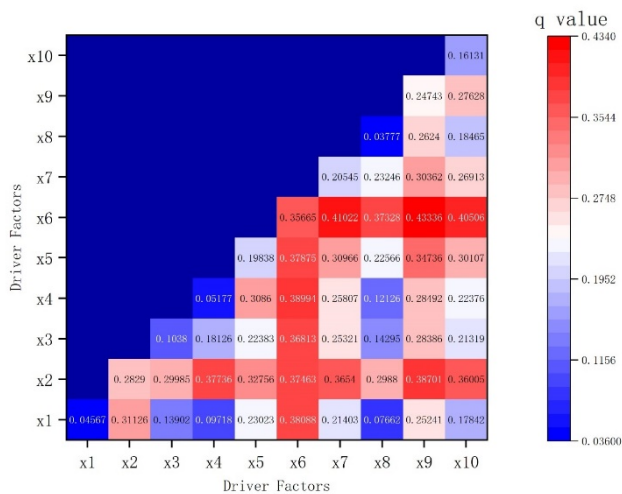 q value
x10 0.16131 0.4340
x9 0.24743 0.27628
x8 0.03777 0.2624 0.18465 0.3544
x7 0.20545 0.23246 0.30362 0.26913
x6 0.35665 0.41022 0.37328 0.43336 0.40506 0.2748
x5 0.19838 0.37875 0.30966 0.22566 0.34736 0.30107
x4 0.05177 0.3086 0.38994 0.25807 0.12126 0.28492 0.22376 0.1952
x3 0.1038 0.18126 0.22383 0.36813 0.25321 0.14295 0.28386 0.21319
x2 0.2829 0.29985 0.37736 0.32756 0.37463 0.3654 0.2988 0.38701 0.36005 0.1156
x1 0.04567 0.31126 0.13902 0.09718 0.23023 0.38088 0.21403 0.07662 0.25241 0.17842 0.03600
x1 x2 x3 x4 x5 x6 x7 x8 x9 x10
Driver Factors
Driver Factors